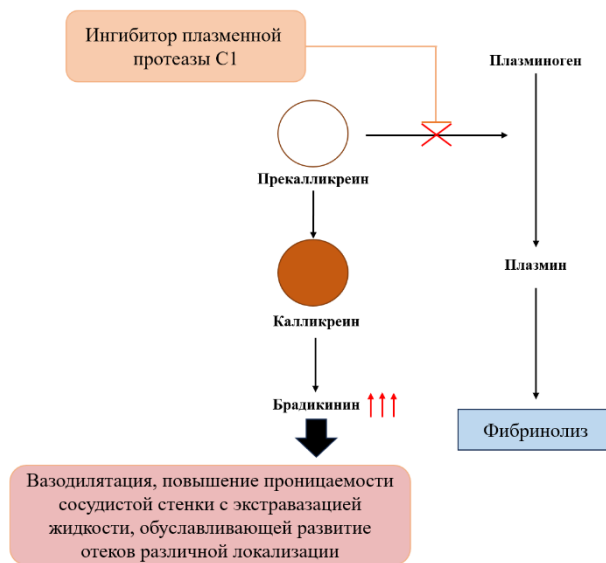 Ингибитор плазменной
протеазы С1
Плазминоген
Прекалликреин
Плазмин
Калликреин
Брадикинин
Фибринолиз
Вазодилятация, повышение проницаемости
сосудистой стенки с экстравазацией
жидкости, обуславливающей развитие
отеков различной локализации